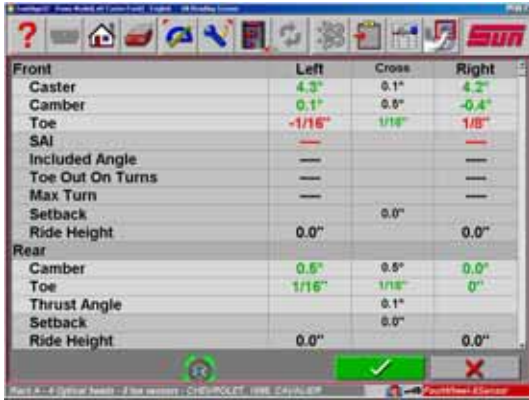 ?
Sun
Front Left Cross Right
Caster 4.3° 0.1° 4.2°
Camber 0.1° 0.5° -0.4°
Toe -1/16" 1/16" 1/8"
SAI ---- ----
Included Angle ---- ----
Toe Out On Turns ---- ----
Max Turn ---- ----
Setback 0.0"
Ride Height 0.0" 0.0"
Rear
Camber 0.5° 0.5° 0.0°
Toe 1/16" 1/16" 0"
Thrust Angle 0.1°
Setback 0.0"
Ride Height 0.0" 0.0"